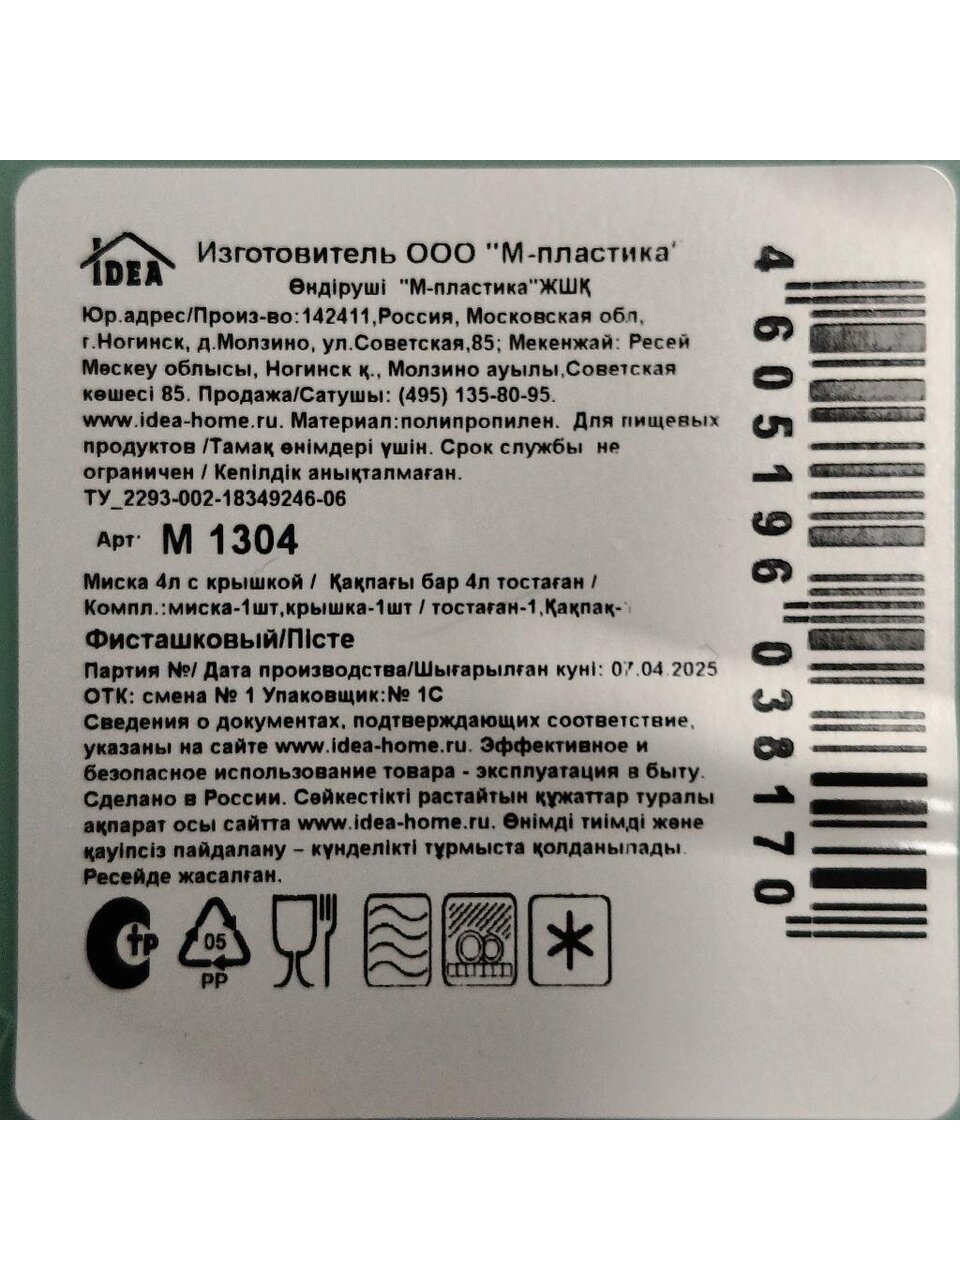 IDEA
Изготовитель ООО "М-пластика'
Өндіруші "М-пластика"ЖШҚ
Юр.адрес/Произ-во:142411,Россия, Московская обл,
г.Ногинск, д.Молзино, ул.Советская,85; Мекенжай: Ресей
Мәскеу облысы, Ногинск қ., Молзино ауылы,Советская
көшесі 85. Продажа/Сатушы: (495) 135-80-95.
www.idea-home.ru. Материал:полипропилен. Для пищевых
продуктов /Тамақ өнімдері үшін. Срок службы не
ограничен / Кепілдік анықталмаған.
ТУ_2293-002-18349246-06
Арт· М 1304
Миска 4л с крышкой / Қақпағы бар 4л тостаған /
Компл.:миска-1шт,крышка-1шт / тостаған-1,Қақпақ-
Фисташковый/Пісте
Партия №/ Дата производства/Шығарылған куні: 07.04.2025
ОТК: смена № 1 Упаковщик:№ 1С
Сведения о документах, подтверждающих соответствие,
указаны на сайте www.idea-home.ru. Эффективное и
безопасное использование товара - эксплуатация в быту.
Сделано в России. Сәйкестікті растайтын құжаттар туралы
ақпарат осы сайтта www.idea-home.ru. Өнімді тиімді және
қауіпсіз пайдалану – күнделікті тұрмыста қолданылады.
Ресейде жасалған.
тр
05
PP
4 605196 038170